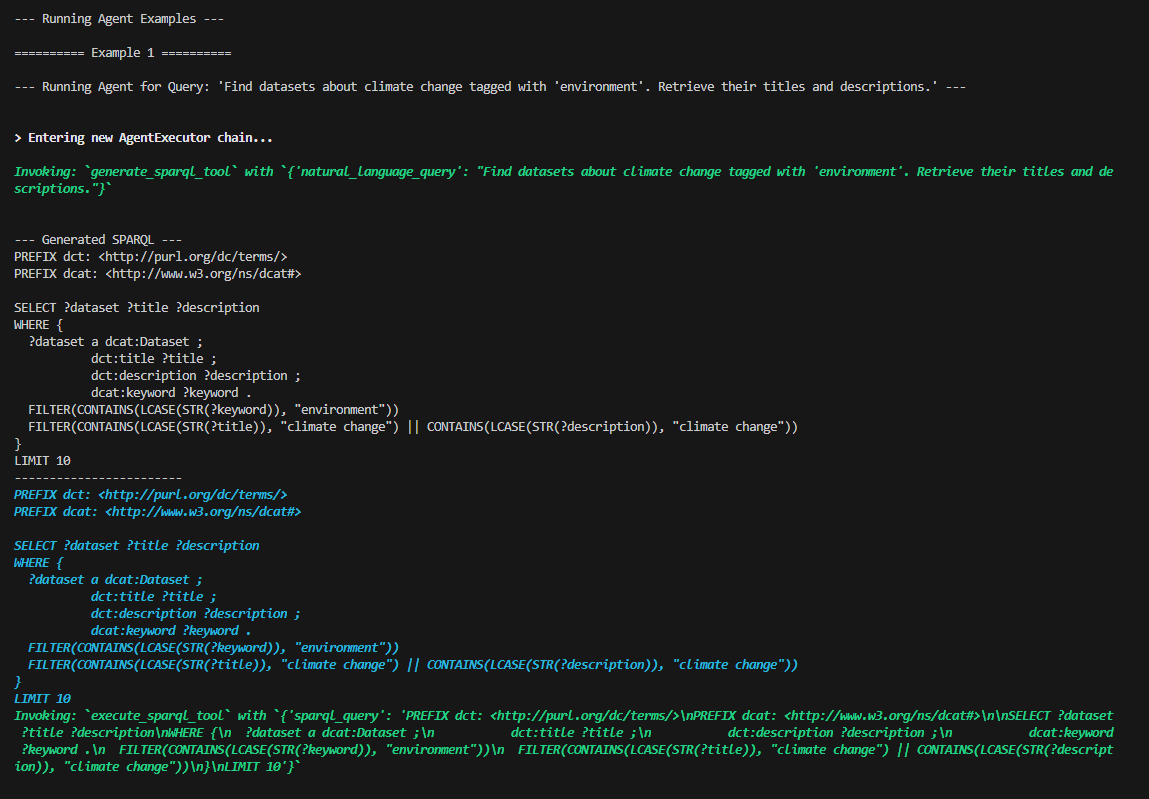 --- Running Agent Examples ---
========== Example 1 ==========
--- Running Agent for Query: 'Find datasets about climate change tagged with 'environment'. Retrieve their titles and descriptions.' ---
> Entering new AgentExecutor chain...
Invoking: `generate_sparql_tool` with `{'natural_language_query': "Find datasets about climate change tagged with 'environment'. Retrieve their titles and de
scriptions."}`
--- Generated SPARQL ---
PREFIX dct: <http://purl.org/dc/terms/>
PREFIX dcat: <http://www.w3.org/ns/dcat#>
SELECT ?dataset ?title ?description
WHERE {
  ?dataset a dcat:Dataset ;
           dct:title ?title ;
           dct:description ?description ;
           dcat:keyword ?keyword .
  FILTER(CONTAINS(LCASE(STR(?keyword)), "environment"))
  FILTER(CONTAINS(LCASE(STR(?title)), "climate change") || CONTAINS(LCASE(STR(?description)), "climate change"))
}
LIMIT 10
------------------------
PREFIX dct: <http://purl.org/dc/terms/>
PREFIX dcat: <http://www.w3.org/ns/dcat#>
SELECT ?dataset ?title ?description
WHERE {
  ?dataset a dcat:Dataset ;
           dct:title ?title ;
           dct:description ?description ;
           dcat:keyword ?keyword .
  FILTER(CONTAINS(LCASE(STR(?keyword)), "environment"))
  FILTER(CONTAINS(LCASE(STR(?title)), "climate change") || CONTAINS(LCASE(STR(?description)), "climate change"))
}
LIMIT 10
Invoking: `execute_sparql_tool` with `{'sparql_query': 'PREFIX dct: <http://purl.org/dc/terms/>\nPREFIX dcat: <http://www.w3.org/ns/dcat#>\n\nSELECT ?dataset
 ?title ?description\nWHERE {\n  ?dataset a dcat:Dataset ;\n           dct:title ?title ;\n           dct:description ?description ;\n           dcat:keyword
 ?keyword .\n  FILTER(CONTAINS(LCASE(STR(?keyword)), "environment"))\n  FILTER(CONTAINS(LCASE(STR(?title)), "climate change") || CONTAINS(LCASE(STR(?descript
ion)), "climate change"))\n}\nLIMIT 10'}`